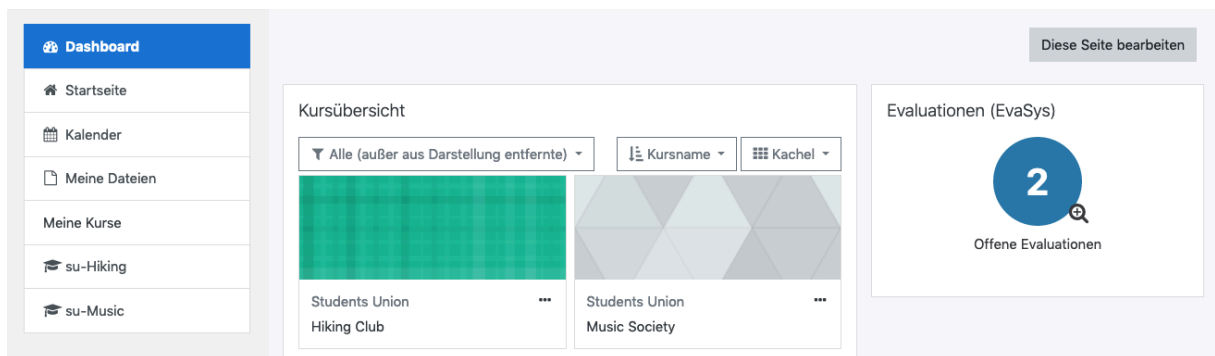 Dashboard
Startseite
Kalender
Meine Dateien
Meine Kurse
su-Hiking
su-Music
Diese Seite bearbeiten
Kursübersicht
Alle (außer aus Darstellung entfernte)
Kursname
Kachel
Students Union
Hiking Club
Students Union
Music Society
Evaluationen (EvaSys)
2
Offene Evaluationen